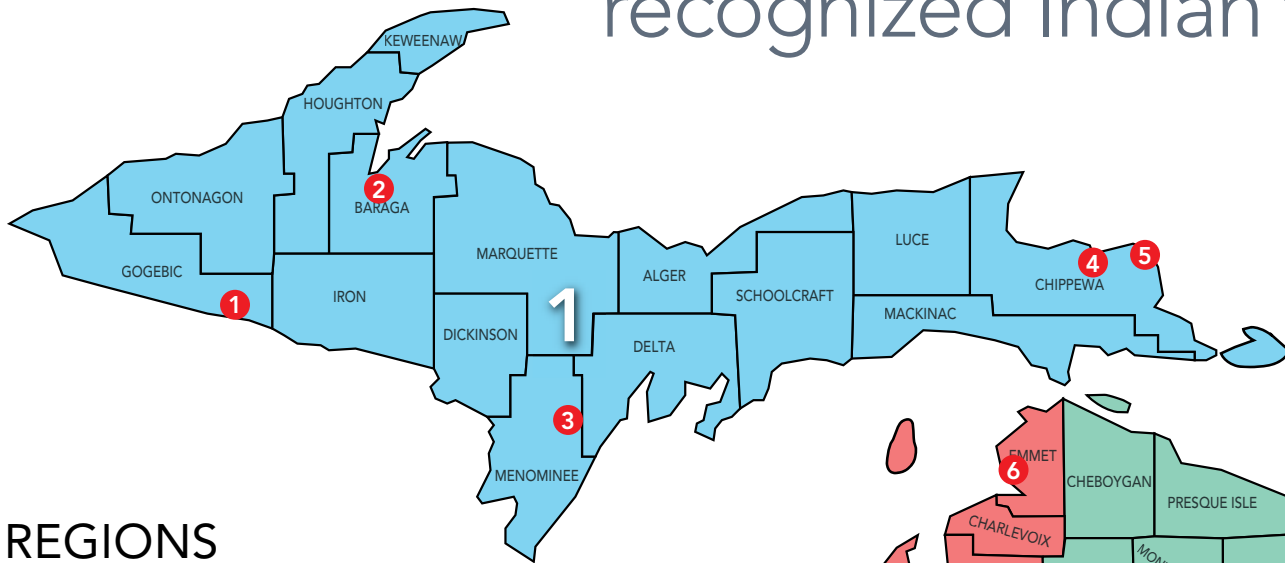 recognized Indian
KEWEENAW
HOUGHTON
ONTONAGON
2
BARAGA
GOGEBIC
1
IRON
MARQUETTE
1
DICKINSON
ALGER
DELTA
SCHOOLCRAFT
LUCE
MACKINAC
4
5
CHIPPEWA
3
MENOMINEE
6
EMMET
CHEBOYGAN
PRESQUE ISLE
CHARLEVOIX
REGIONS